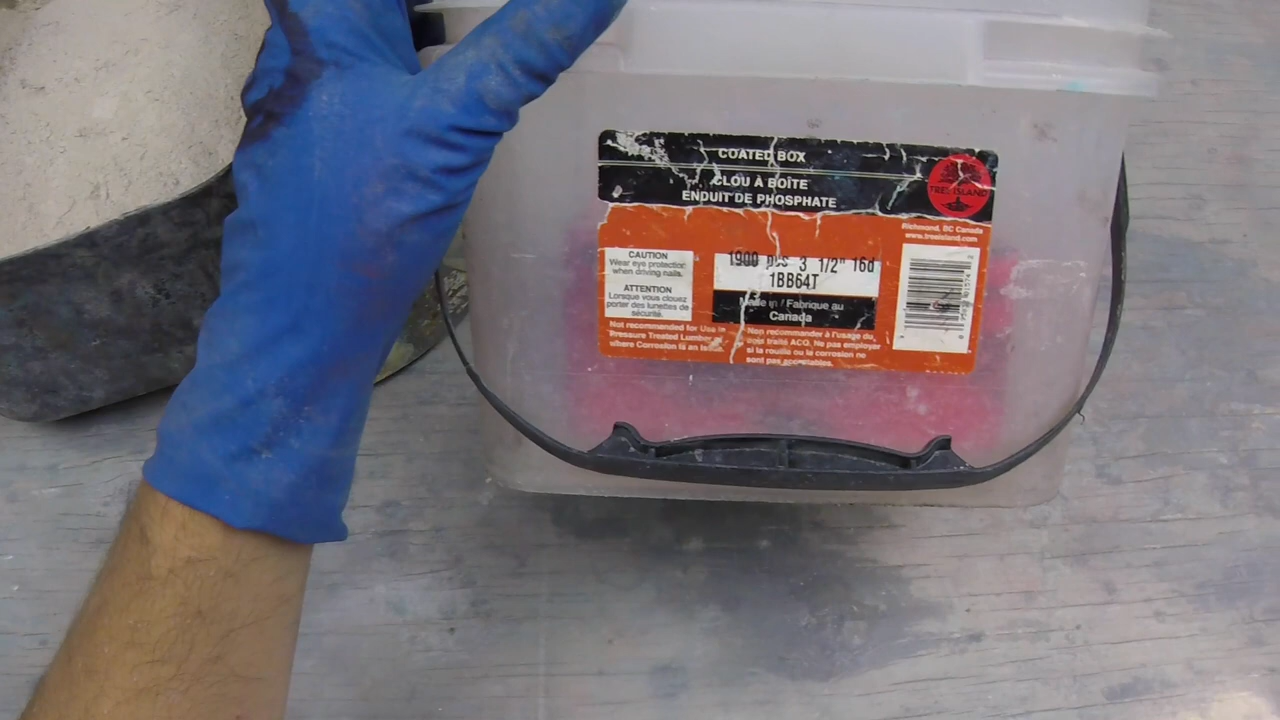 COATED BOX
CLOU À BOÎTE
ENDUIT DE PHOSPHATE
TREE ISLAND
Richmond, BC Canada
www.treeisland.com
CAUTION
Wear eye protection
when driving nails.
ATTENTION
Lorsque vous clouez
porter des lunettes de
sécurité.
1900 pcs 3 1/2" 16d
1BB64T
Made in / Fabrique au
Canada
Not recommended for Use in
Pressure Treated Lumber
where Corrosion is an
Non recommander à l'usage du
bois traité ACQ. Ne pas employer
si la rouille ou la corrosion ne
sont pas acceptables.